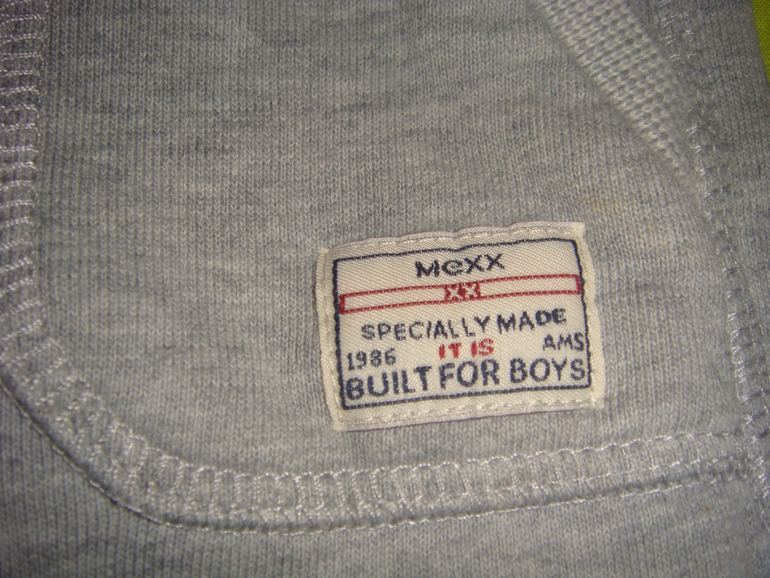 Mexx
XX
SPECIALLY MADE
1986 IT IS AMS
BUILT FOR BOYS